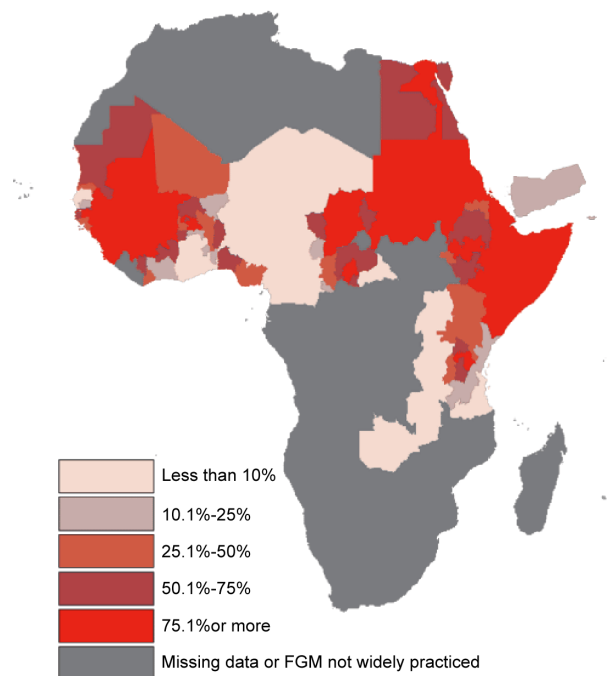 Less than 10%
10.1%-25%
25.1%-50%
50.1%-75%
75.1%or more
Missing data or FGM not widely practiced